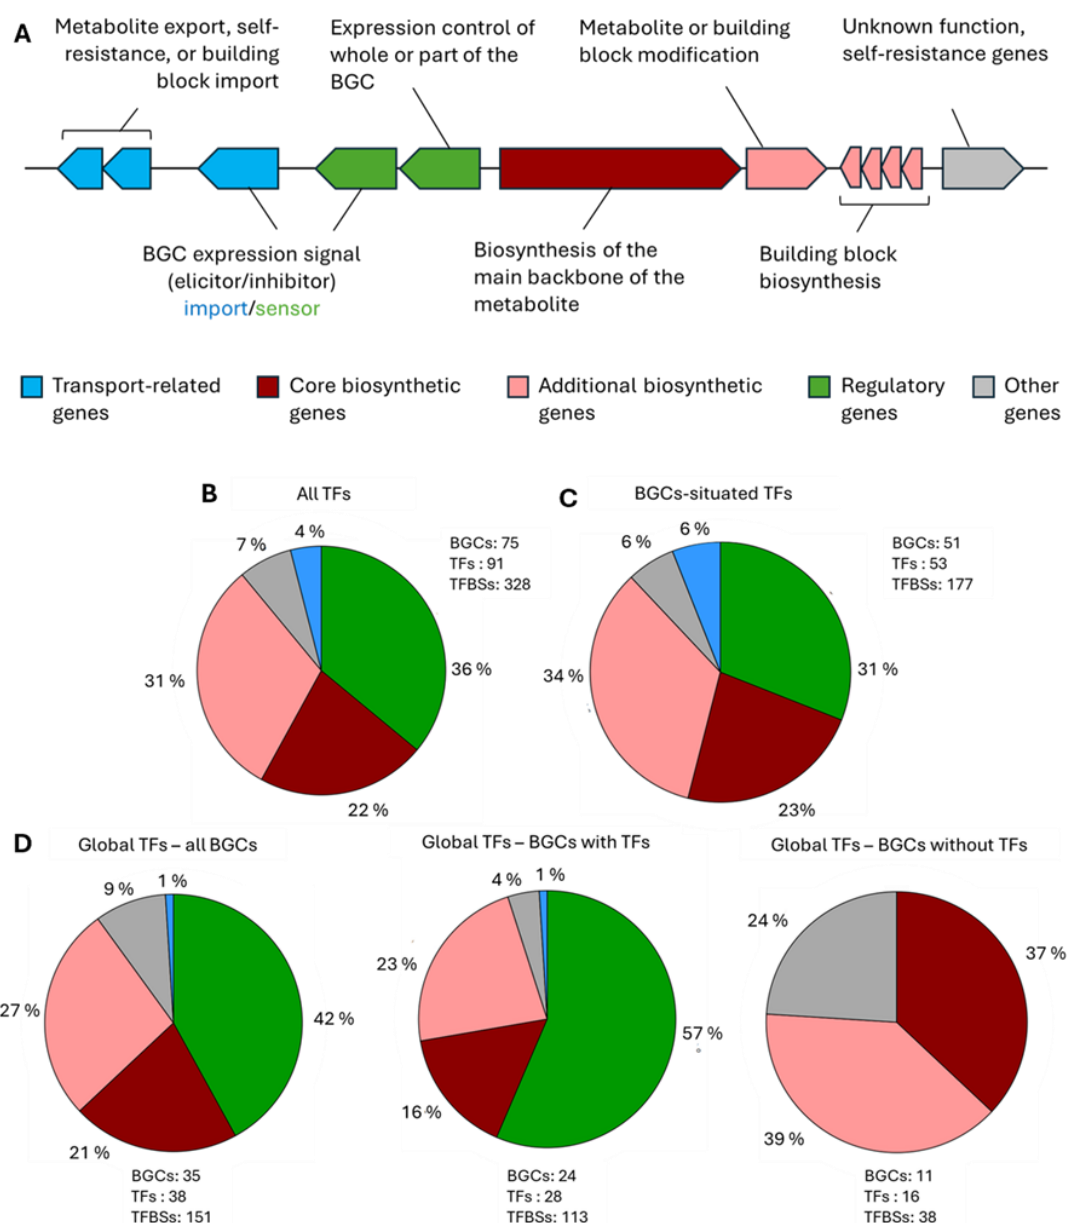 A
Metabolite export, self-
resistance, or building
block import
Expression control of
whole or part of the
BGC
Metabolite or building
block modification
Unknown function,
self-resistance genes
BGC expression signal
(elicitor/inhibitor)
import/sensor
Biosynthesis of the
main backbone of the
metabolite
Building block
biosynthesis
Transport-related
genes
Core biosynthetic
genes
Additional biosynthetic
genes
Regulatory
genes
Other
genes
B
All TFs
4 %
7 %
31 %
36 %
22 %
BGCs: 75
TFs : 91
TFBSs: 328
C
BGCs-situated TFs
6 %
6 %
34 %
31 %
23%
BGCs: 51
TFs : 53
TFBSs: 177
D
Global TFs – all BGCs
1 %
9 %
27 %
42 %
21 %
BGCs: 35
TFs : 38
TFBSs: 151
Global TFs – BGCs with TFs
1 %
4 %
23 %
57 %
16 %
BGCs: 24
TFs : 28
TFBSs: 113
Global TFs – BGCs without TFs
24 %
37 %
39 %
BGCs: 11
TFs : 16
TFBSs: 38